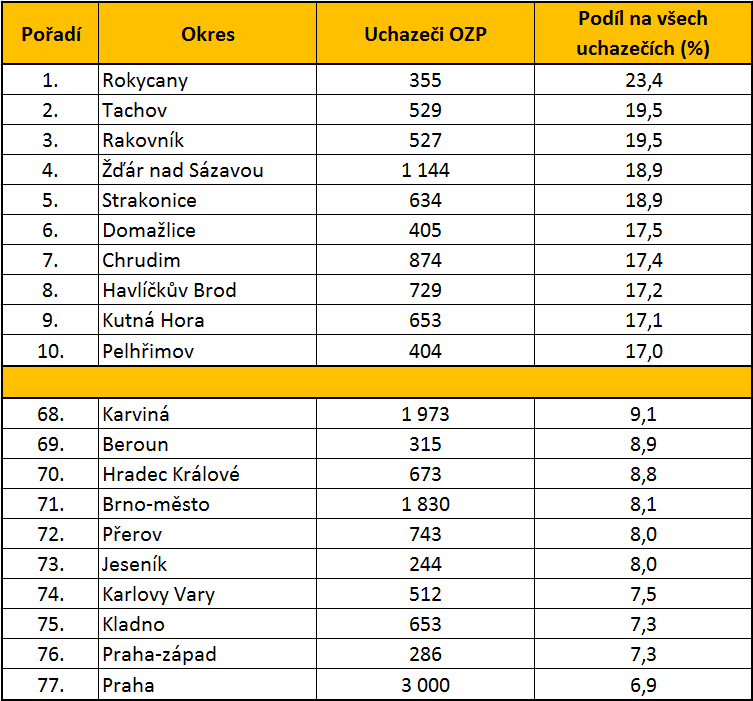 Pořadí Okres Uchazeči OZP Podíl na všech uchazečích (%)
1. Rokycany 355 23,4
2. Tachov 529 19,5
3. Rakovník 527 19,5
4. Žďár nad Sázavou 1 144 18,9
5. Strakonice 634 18,9
6. Domažlice 405 17,5
7. Chrudim 874 17,4
8. Havlíčkův Brod 729 17,2
9. Kutná Hora 653 17,1
10. Pelhřimov 404 17,0
68. Karviná 1 973 9,1
69. Beroun 315 8,9
70. Hradec Králové 673 8,8
71. Brno-město 1 830 8,1
72. Přerov 743 8,0
73. Jeseník 244 8,0
74. Karlovy Vary 512 7,5
75. Kladno 653 7,3
76. Praha-západ 286 7,3
77. Praha 3 000 6,9